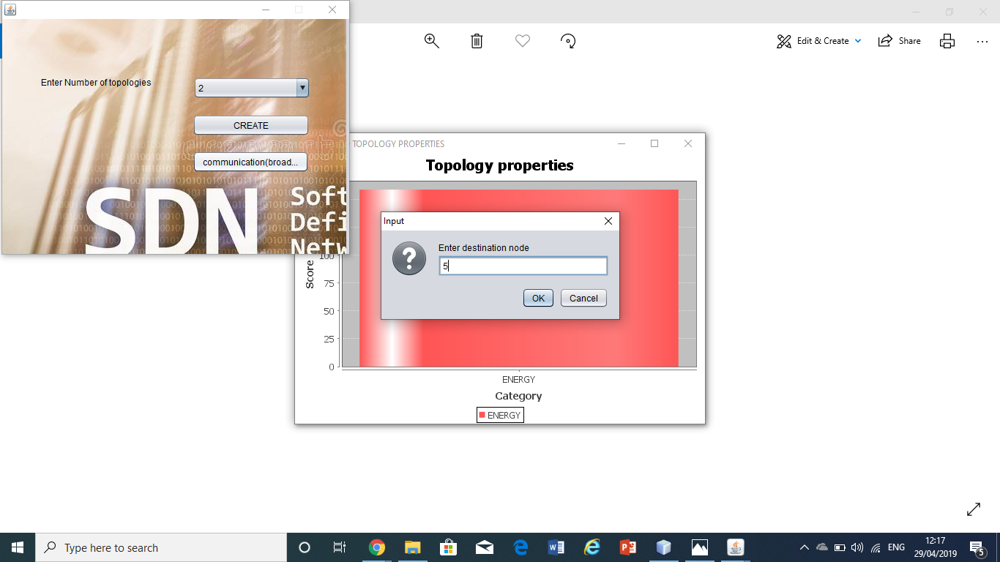 Enter Number of topologies
2
CREATE
communication(broad...
SDN
Soft
Defi
Netw
Edit & Create
Share
TOPOLOGY PROPERTIES
Topology properties
Input
Enter destination node
5
OK
Cancel
Score
100
75
50
25
0
ENERGY
Category
ENERGY
Type here to search
ENG
12:17
29/04/2019
5